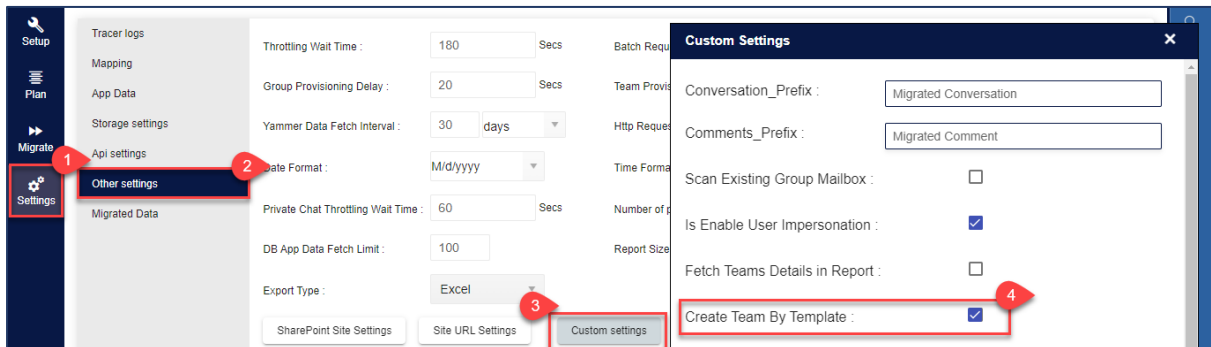 Setup
Plan
Migrate
1
Settings
Tracer logs
Mapping
App Data
Storage settings
Api settings
2
Other settings
Migrated Data
Throttling Wait Time : 180 Secs
Group Provisioning Delay : 20 Secs
Yammer Data Fetch Interval : 30 days
Date Format : M/d/yyyy
Private Chat Throttling Wait Time : 60 Secs
DB App Data Fetch Limit : 100
Export Type : Excel
3
SharePoint Site Settings Site URL Settings Custom settings
Batch Requ
Team Provis
Http Reques
Time Forma
Number of p
Report Size
Custom Settings
Conversation_Prefix : Migrated Conversation
Comments_Prefix : Migrated Comment
Scan Existing Group Mailbox :
Is Enable User Impersonation :
Fetch Teams Details in Report :
4
Create Team By Template :